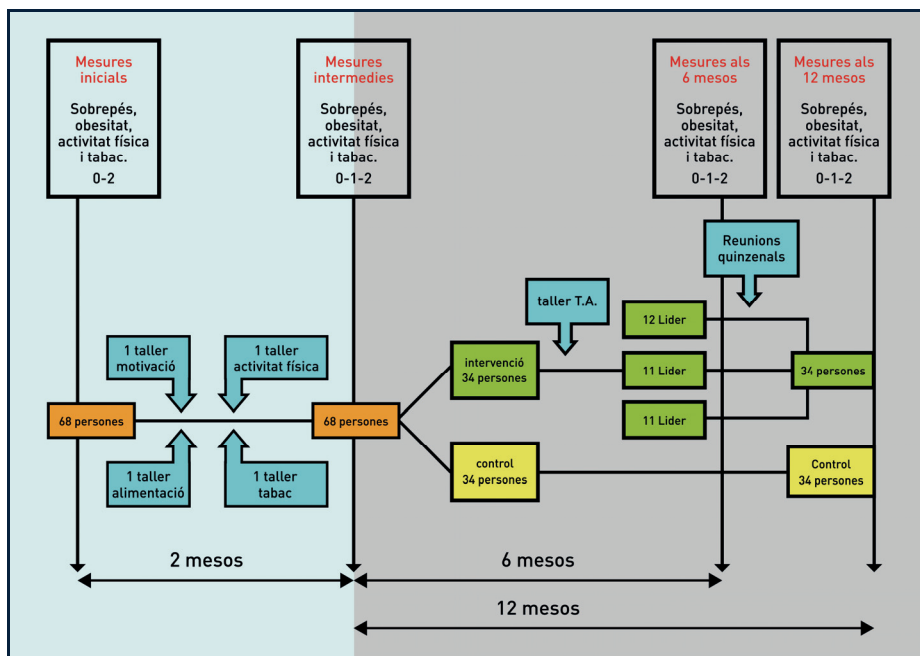 Mesures
inicials
Sobrepés,
obesitat,
activitat física
i tabac.
0-2
Mesures
intermedies
Sobrepés,
obesitat,
activitat física
i tabac.
0-1-2
Mesures als
6 mesos
Sobrepés,
obesitat,
activitat física
i tabac.
0-1-2
Mesures als
12 mesos
Sobrepés,
obesitat,
activitat física
i tabac.
0-1-2
Reunions
quinzenals
taller T.A.
1 taller
motivació
1 taller
activitat física
68 persones
1 taller
alimentació
1 taller
tabac
68 persones
intervenció
34 persones
12 Lider
11 Lider
11 Lider
34 persones
control
34 persones
Control
34 persones
2 mesos
6 mesos
12 mesos